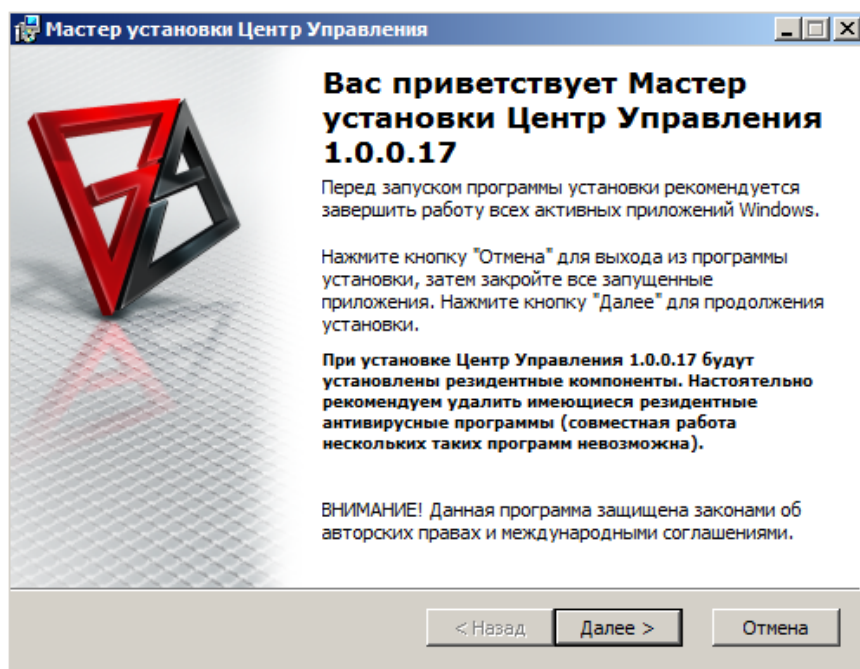 Мастер установки Центр Управления
Вас приветствует Мастер
установки Центр Управления
1.0.0.17
Перед запуском программы установки рекомендуется
завершить работу всех активных приложений Windows.
Нажмите кнопку "Отмена" для выхода из программы
установки, затем закройте все запущенные
приложения. Нажмите кнопку "Далее" для продолжения
установки.
При установке Центр Управления 1.0.0.17 будут
установлены резидентные компоненты. Настоятельно
рекомендуем удалить имеющиеся резидентные
антивирусные программы (совместная работа
нескольких таких программ невозможна).
ВНИМАНИЕ! Данная программа защищена законами об
авторских правах и международными соглашениями.
< Назад
Далее >
Отмена